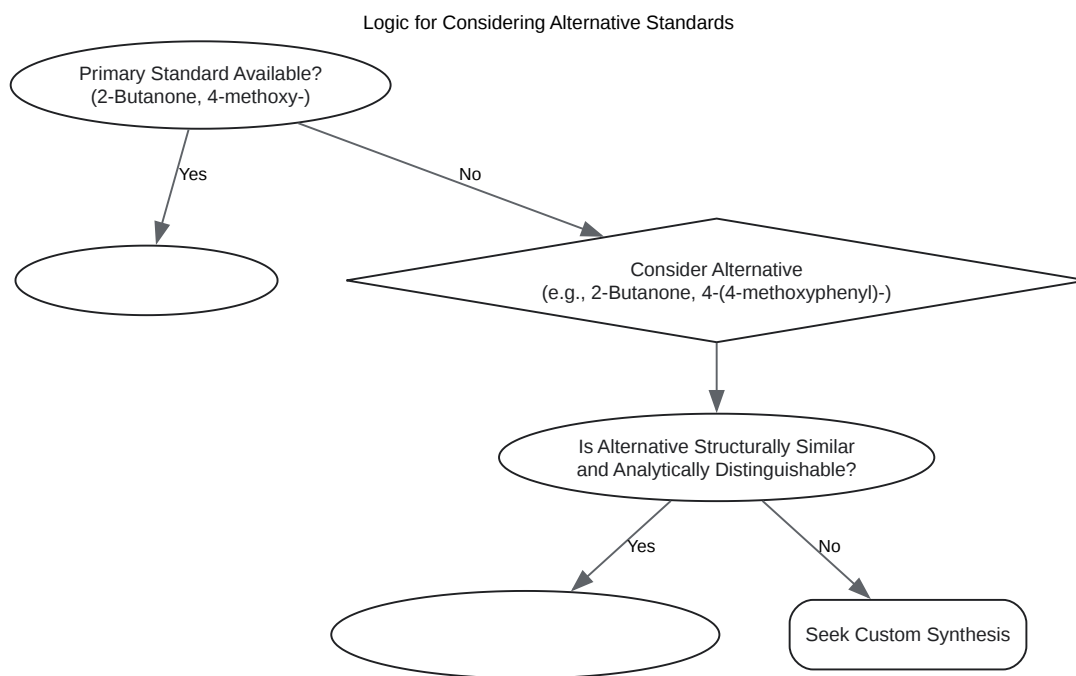 Logic for Considering Alternative Standards
Primary Standard Available?
(2-Butanone, 4-methoxy-)
Yes
No
Consider Alternative
(e.g., 2-Butanone, 4-(4-methoxyphenyl)-)
Is Alternative Structurally Similar
and Analytically Distinguishable?
Yes
No
Seek Custom Synthesis